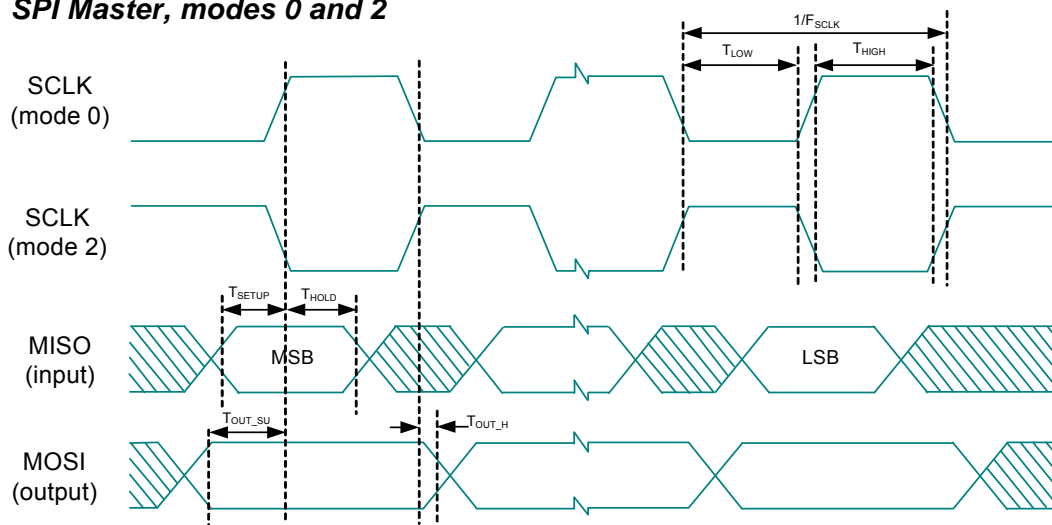 SPI Master, modes 0 and 2
1/FSCLK
TLOW
THIGH
SCLK
(mode 0)
SCLK
(mode 2)
TSETUP
THOLD
MISO
(input)
MSB
LSB
TOUT_SU
TOUT_H
MOSI
(output)